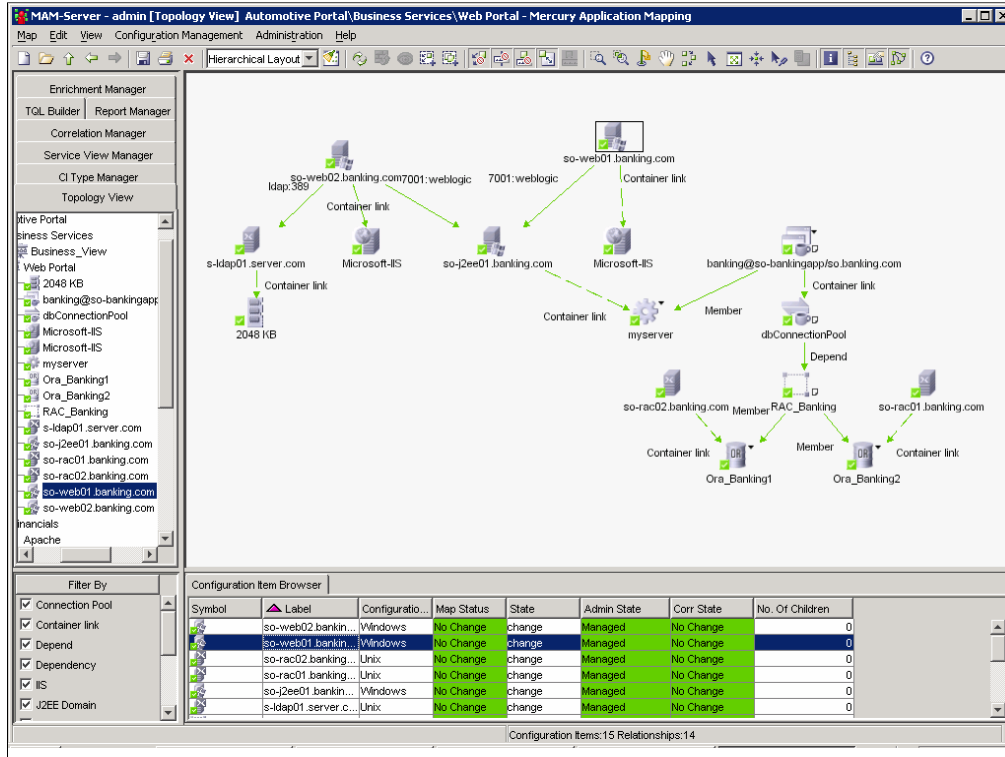 MAM-Server - admin [Topology View] Automotive Portal\Business Services\Web Portal - Mercury Application Mapping
Map Edit View Configuration Management Administration Help
Hierarchical Layout
Enrichment Manager
TQL Builder Report Manager
Correlation Manager
Service View Manager
CI Type Manager
Topology View
otive Portal
siness Services
Business_View
Web Portal
2048 KB
banking@so-bankingapp
dbConnectionPool
Microsoft-IIS
Microsoft-IIS
myserver
Ora_Banking1
Ora_Banking2
RAC_Banking
s-ldap01.server.com
so-j2ee01.banking.com
so-rac01.banking.com
so-rac02.banking.com
so-web01.banking.com
so-web02.banking.com
inancials
Apache
so-web01.banking.com
so-web02.banking.com
7001:weblogic
7001:weblogic
Container link
ldap:389
Container link
s-ldap01.server.com
Microsoft-IIS
so-j2ee01.banking.com
Microsoft-IIS
banking@so-bankingapp/so.banking.com
Container link
Container link
Container link
Member
2048 KB
myserver
dbConnectionPool
Depend
so-rac02.banking.com
Member
RAC_Banking
so-rac01.banking.com
Container link
Member
Container link
Ora_Banking1
Ora_Banking2
Filter By
Connection Pool
Container link
Depend
Dependency
IIS
J2EE Domain
Configuration Item Browser
Symbol Label Configuratio... Map Status State Admin State Corr State No. Of Children
so-web02.bankin... Windows No Change change Managed No Change 0
so-web01.bankin... Windows No Change change Managed No Change 0
so-rac02.banking... Unix No Change change Managed No Change 0
so-rac01.banking... Unix No Change change Managed No Change 0
so-j2ee01.bankin... Windows No Change change Managed No Change 0
s-ldap01.server.c... Unix No Change change Managed No Change 0
Configuration Items:15 Relationships:14